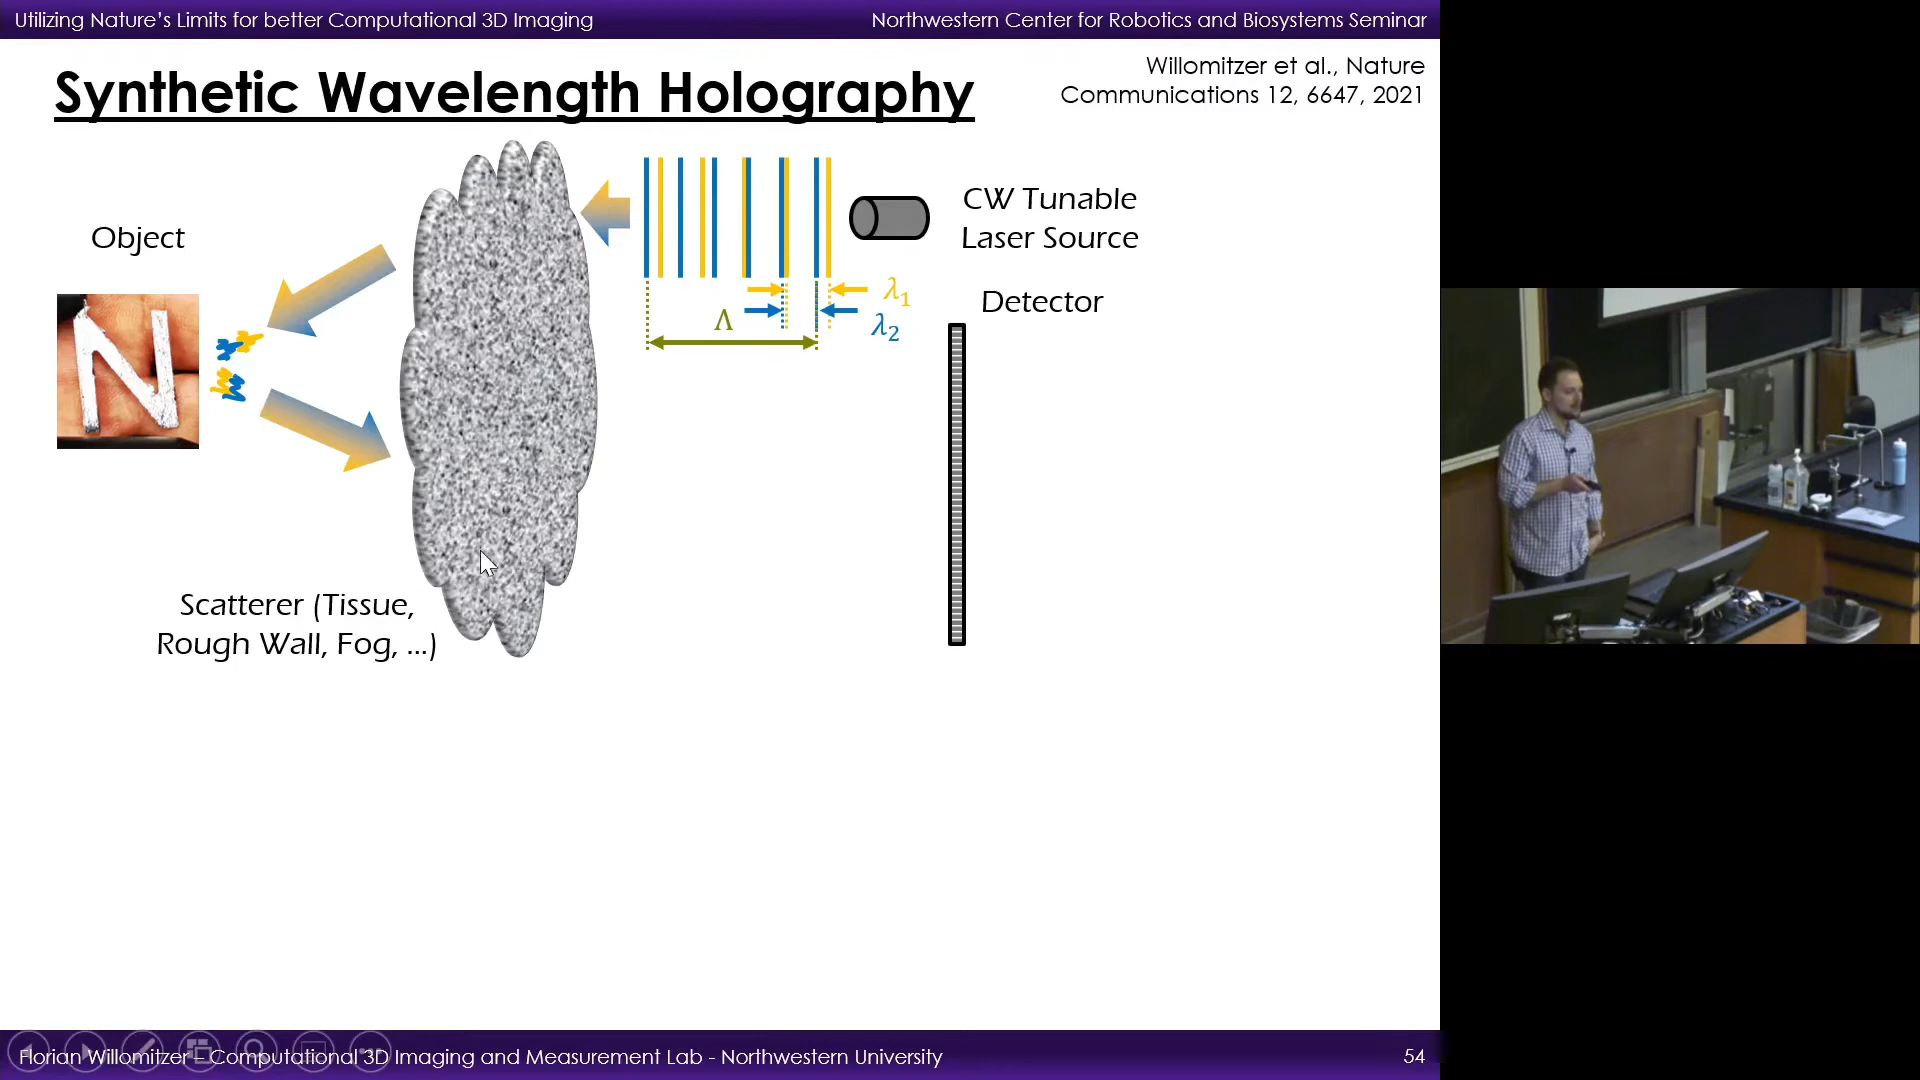 Utilizing Nature’s Limits for better Computational 3D Imaging
Northwestern Center for Robotics and Biosystems Seminar
Synthetic Wavelength Holography
Willomitzer et al., Nature
Communications 12, 6647, 2021
Object
CW Tunable
Laser Source
Detector
λ1
λ2
Λ
N
Scatterer (Tissue,
Rough Wall, Fog, ...)
Florian Willomitzer – Computational 3D Imaging and Measurement Lab - Northwestern University
54